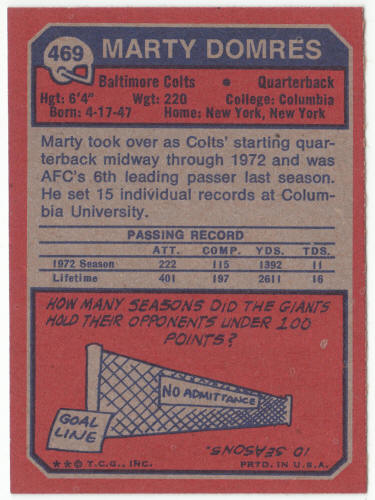 469
MARTY DOMRES
Baltimore Colts • Quarterback
Hgt: 6'4" Wgt: 220 College: Columbia
Born: 4-17-47 Home: New York, New York
Marty took over as Colts' starting quar-
terback midway through 1972 and was
AFC's 6th leading passer last season.
He set 15 individual records at Colum-
bia University.
PASSING RECORD
ATT. COMP. YDS. TDS.
1972 Season 222 115 1392 11
Lifetime 401 197 2611 16
HOW MANY SEASONS DID THE GIANTS
HOLD THEIR OPPONENTS UNDER 100
POINTS?
NO ADMITTANCE
GOAL
LINE
10 SEASONS.
**© T.C.G., INC. PRTD. IN U.S.A.